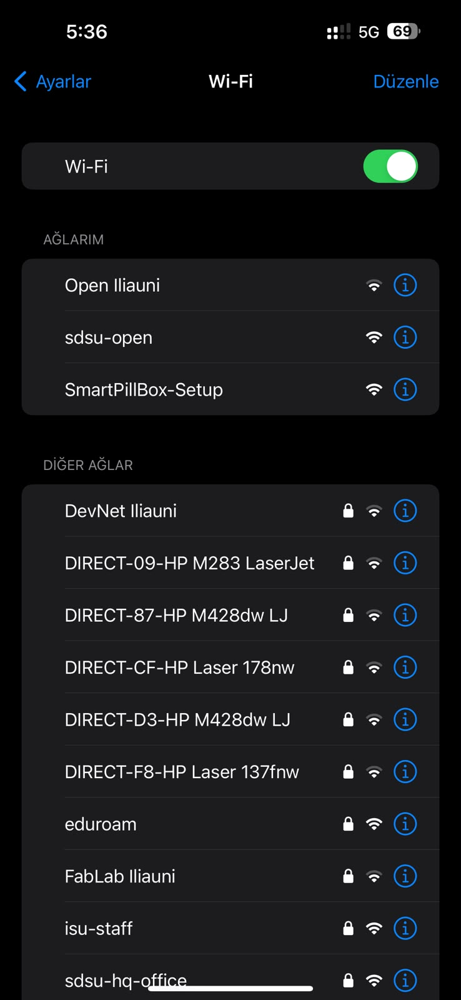 5:36
5G 69
Ayarlar
Wi-Fi
Düzenle
Wi-Fi
AĞLARIM
Open Iliauni
sdsu-open
SmartPillBox-Setup
DİĞER AĞLAR
DevNet Iliauni
DIRECT-09-HP M283 LaserJet
DIRECT-87-HP M428dw LJ
DIRECT-CF-HP Laser 178nw
DIRECT-D3-HP M428dw LJ
DIRECT-F8-HP Laser 137fnw
eduroam
FabLab Iliauni
isu-staff
sdsu-hq-office